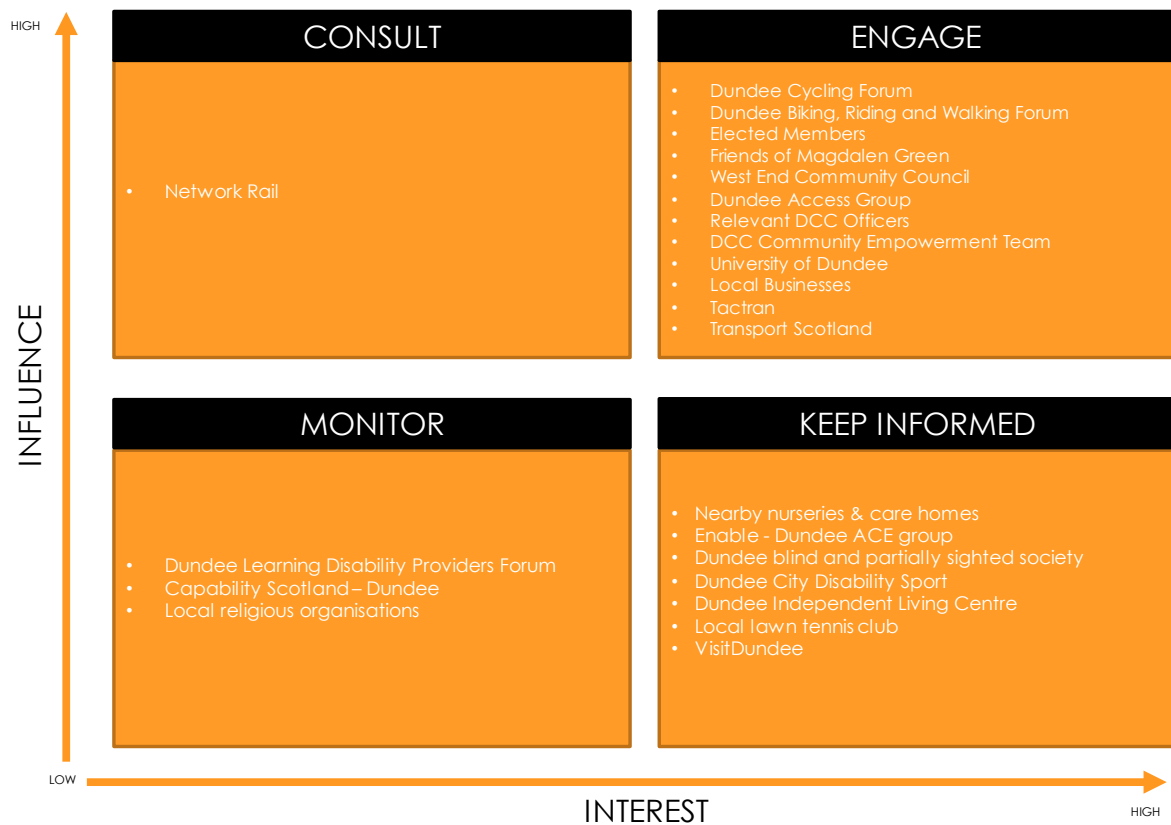 HIGH
CONSULT
• Network Rail
ENGAGE
• Dundee Cycling Forum
• Dundee Biking, Riding and Walking Forum
• Elected Members
• Friends of Magdalen Green
• West End Community Council
• Dundee Access Group
• Relevant DCC Officers
• DCC Community Empowerment Team
• University of Dundee
• Local Businesses
• Tactran
• Transport Scotland
INFLUENCE
MONITOR
• Dundee Learning Disability Providers Forum
• Capability Scotland – Dundee
• Local religious organisations
KEEP INFORMED
• Nearby nurseries & care homes
• Enable - Dundee ACE group
• Dundee blind and partially sighted society
• Dundee City Disability Sport
• Dundee Independent Living Centre
• Local lawn tennis club
• VisitDundee
LOW
INTEREST
HIGH